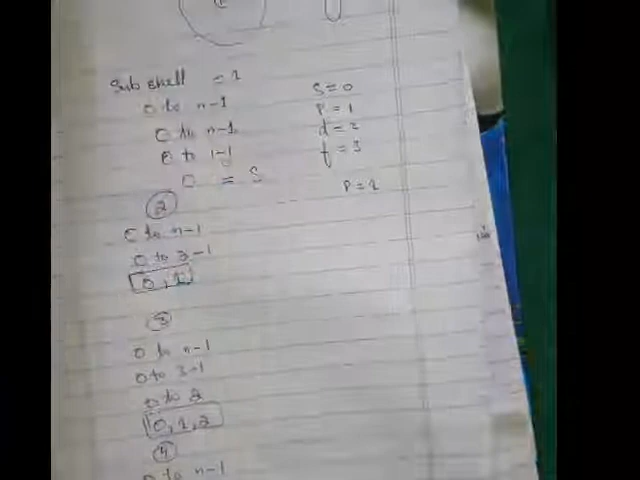 Sub shell = 1
0 to n-1
0 to n-1
0 to 1-1
0 = S
S = 0
P = 1
d = 2
f = 3
P = 1
②
0 to n-1
0 to 2-1
0, 1
③
0 to n-1
0 to 3-1
0 to 2
0, 1, 2
④
0 to n-1